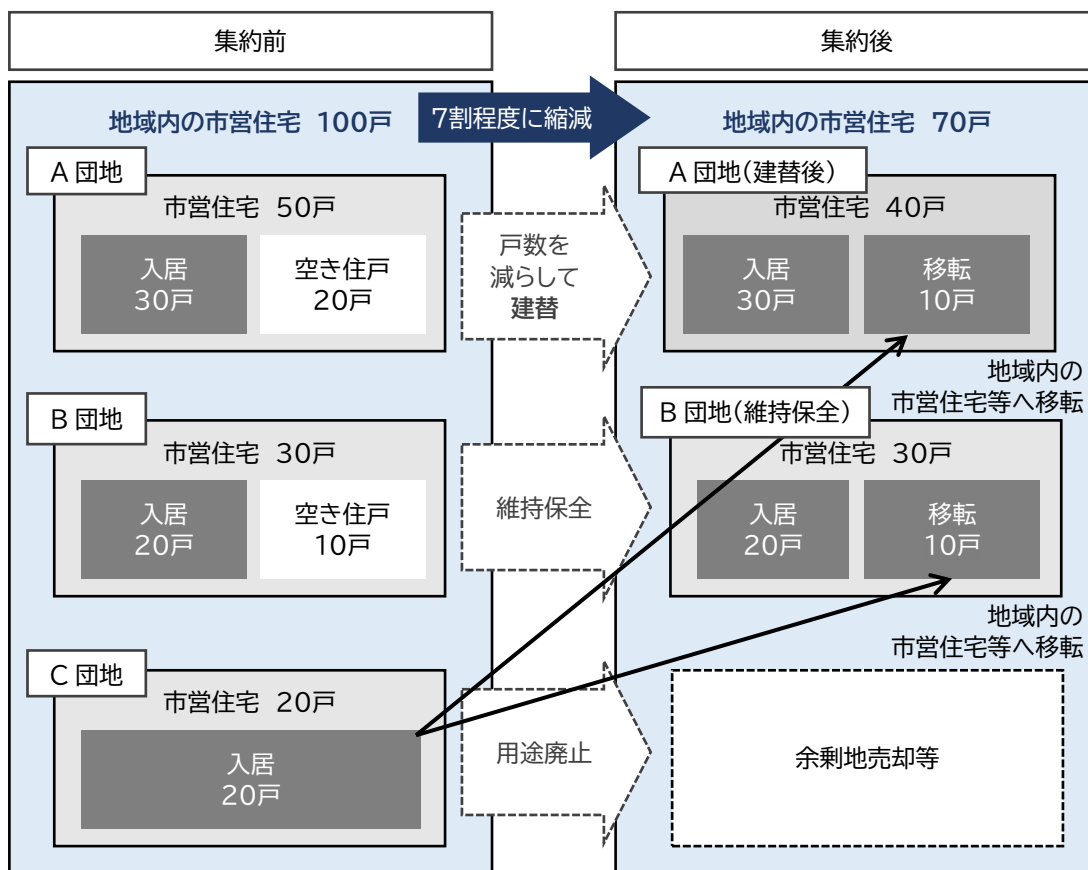 集約前
集約後
地域内の市営住宅 100戸
7割程度に縮減
地域内の市営住宅 70戸
A団地
市営住宅 50戸
入居
30戸
空き住戸
20戸
戸数を
減らして
建替
A団地(建替後)
市営住宅 40戸
入居
30戸
移転
10戸
地域内の
市営住宅等へ移転
B団地
市営住宅 30戸
入居
20戸
空き住戸
10戸
維持保全
B団地(維持保全)
市営住宅 30戸
入居
20戸
移転
10戸
地域内の
市営住宅等へ移転
C団地
市営住宅 20戸
入居
20戸
用途廃止
余剰地売却等